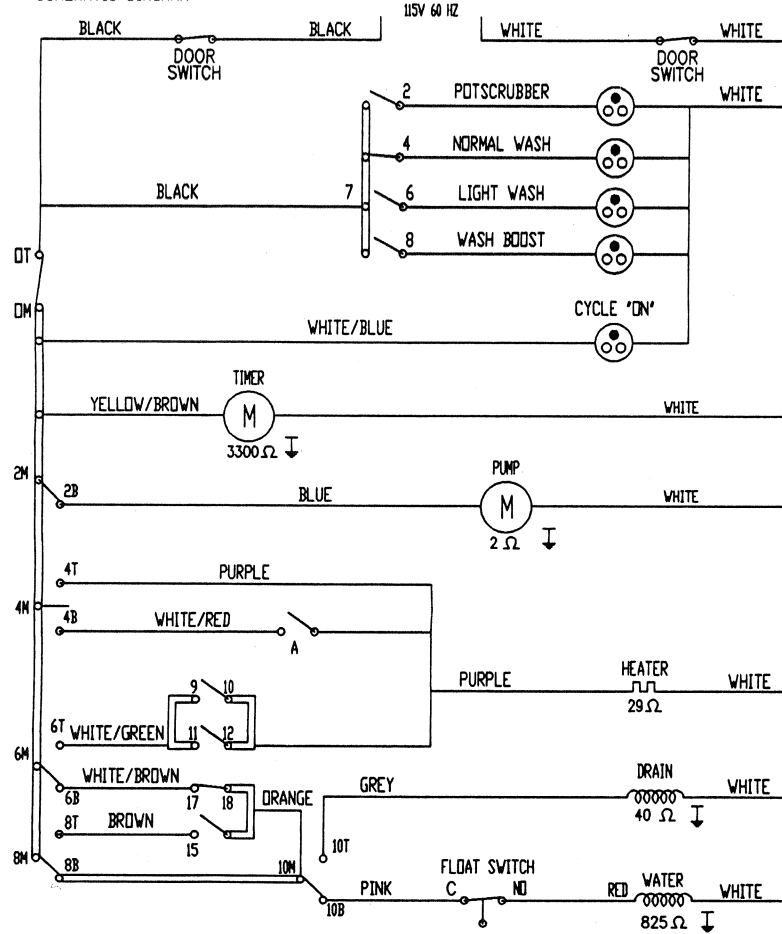 115V 60 HZ
BLACK BLACK WHITE WHITE
DOOR SWITCH DOOR SWITCH
2 POTSCRUBBER WHITE
4 NORMAL WASH
BLACK 7 6 LIGHT WASH
8 WASH BOOST
0T
0M CYCLE "ON"
WHITE/BLUE
TIMER
YELLOW/BROWN M WHITE
3300Ω
2M PUMP
2B BLUE M WHITE
2Ω
4T PURPLE
4M
4B WHITE/RED
A
9 10 PURPLE HEATER WHITE
29Ω
6T WHITE/GREEN 11 12
6M
WHITE/BROWN GREY DRAIN WHITE
6B 17 18 ORANGE 40 Ω
8T BROWN
15 10T
8M 8B 10M FLOAT SWITCH
PINK C NO RED WATER WHITE
10B 825Ω